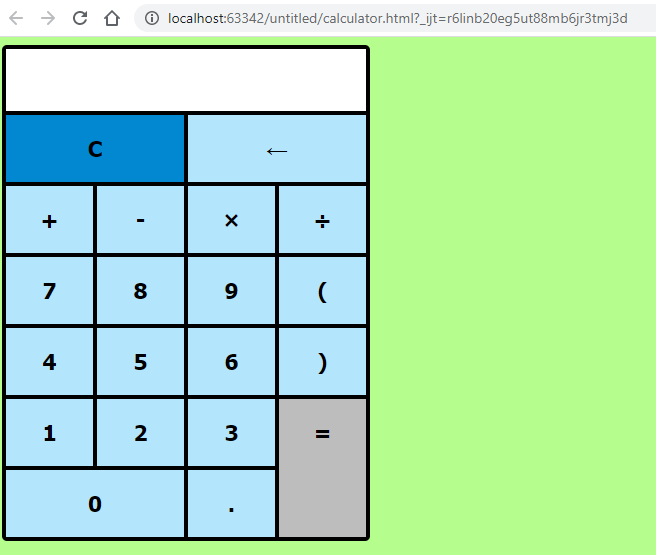 localhost:63342/untitled/calculator.html?_ijt=r6linb20eg5ut88mb6jr3tmj3d
C ←
+ - × ÷
7 8 9 (
4 5 6 )
1 2 3 =
0 .